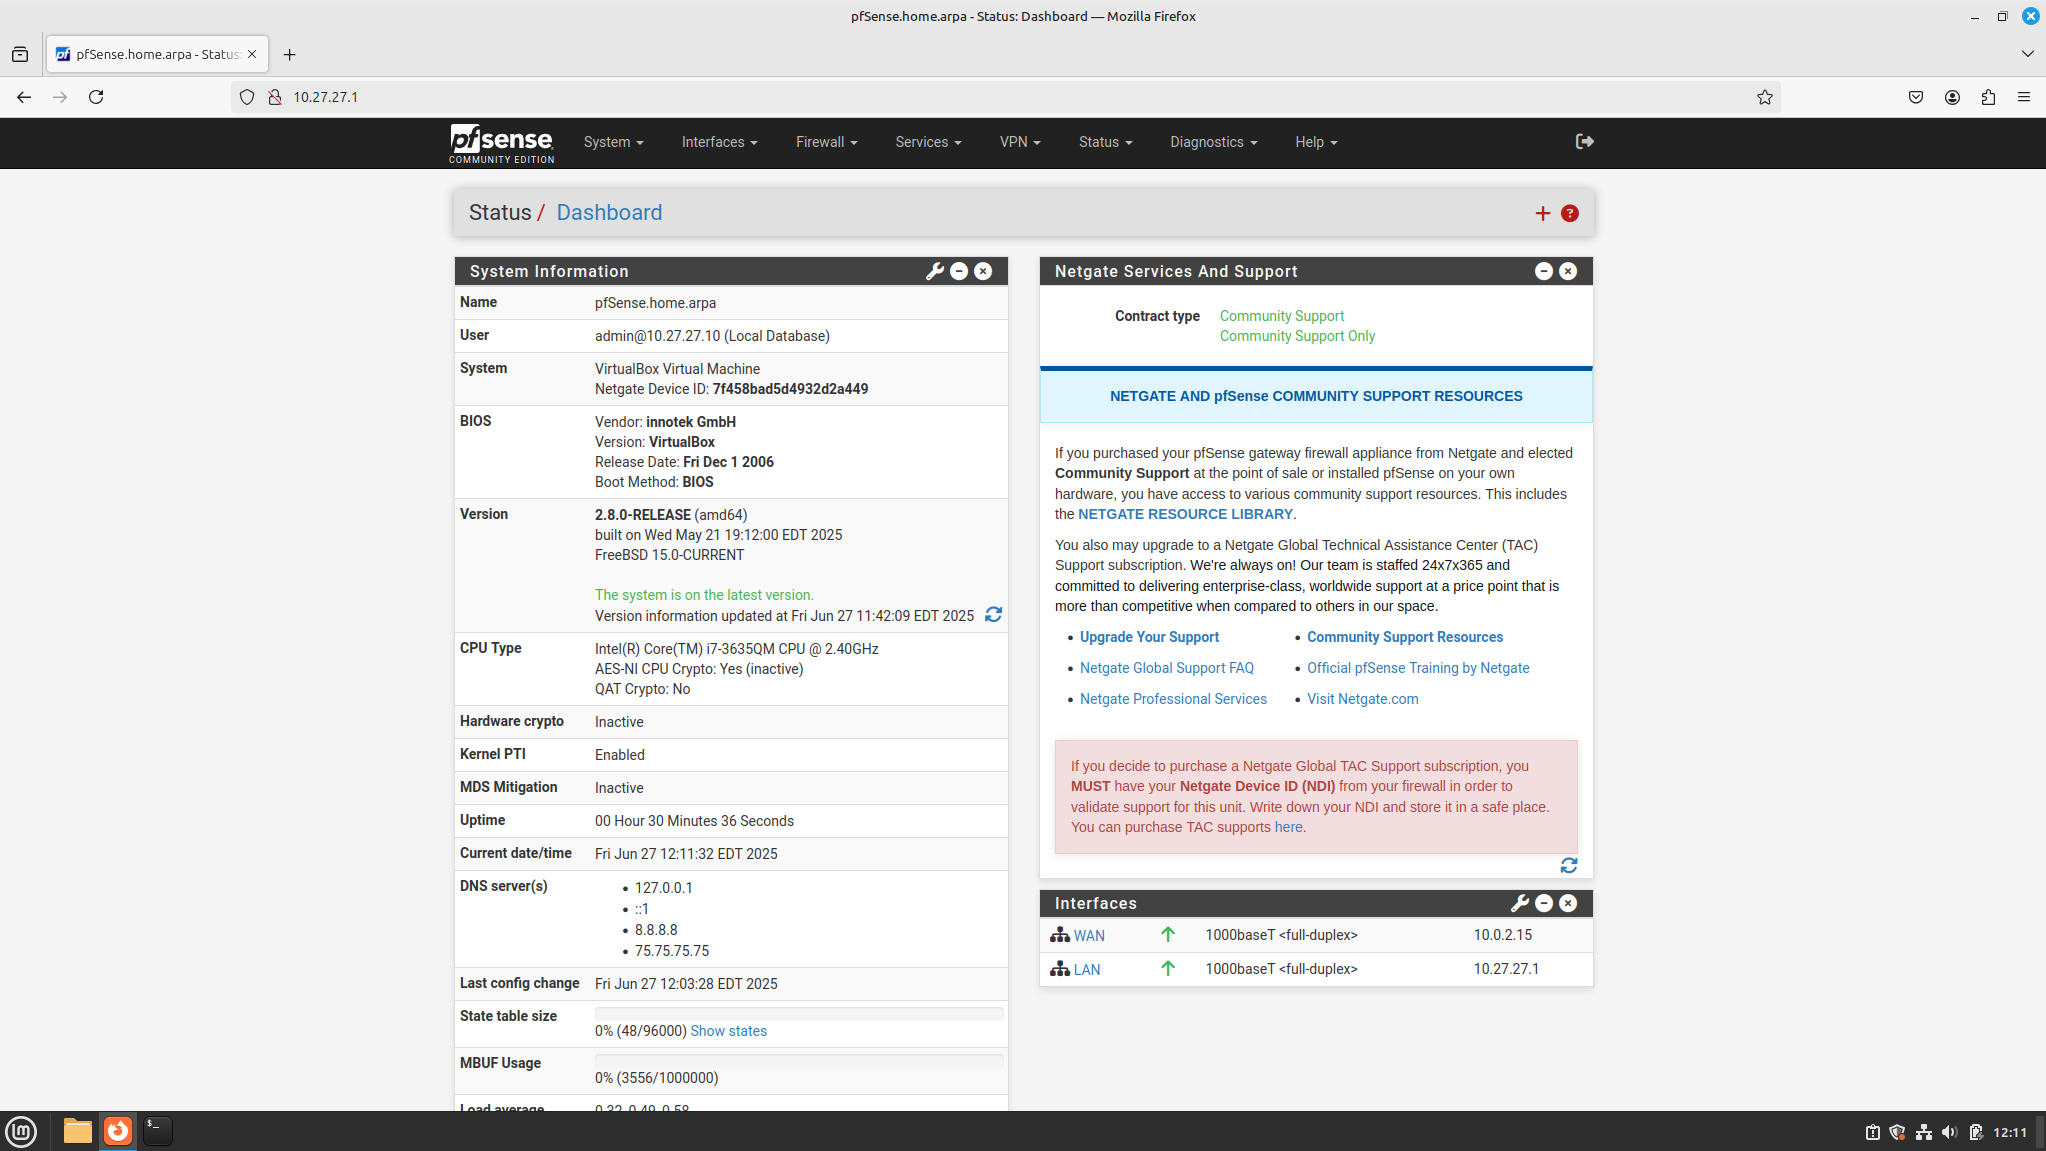 pfSense.home.arpa - Status: Dashboard — Mozilla Firefox
pfSense.home.arpa - Status:
10.27.27.1
pfsense
COMMUNITY EDITION
System
Interfaces
Firewall
Services
VPN
Status
Diagnostics
Help
Status / Dashboard
System Information
Name pfSense.home.arpa
User admin@10.27.27.10 (Local Database)
System VirtualBox Virtual Machine
Netgate Device ID: 7f458bad5d4932d2a449
BIOS Vendor: innotek GmbH
Version: VirtualBox
Release Date: Fri Dec 1 2006
Boot Method: BIOS
Version 2.8.0-RELEASE (amd64)
built on Wed May 21 19:12:00 EDT 2025
FreeBSD 15.0-CURRENT
The system is on the latest version.
Version information updated at Fri Jun 27 11:42:09 EDT 2025
CPU Type Intel(R) Core(TM) i7-3635QM CPU @ 2.40GHz
AES-NI CPU Crypto: Yes (inactive)
QAT Crypto: No
Hardware crypto Inactive
Kernel PTI Enabled
MDS Mitigation Inactive
Uptime 00 Hour 30 Minutes 36 Seconds
Current date/time Fri Jun 27 12:11:32 EDT 2025
DNS server(s) • 127.0.0.1
• ::1
• 8.8.8.8
• 75.75.75.75
Last config change Fri Jun 27 12:03:28 EDT 2025
State table size
0% (48/96000) Show states
MBUF Usage
0% (3556/1000000)
Load average 0.32, 0.49, 0.58
Netgate Services And Support
Contract type Community Support
Community Support Only
NETGATE AND pfSense COMMUNITY SUPPORT RESOURCES
If you purchased your pfSense gateway firewall appliance from Netgate and elected
Community Support at the point of sale or installed pfSense on your own
hardware, you have access to various community support resources. This includes
the NETGATE RESOURCE LIBRARY.
You also may upgrade to a Netgate Global Technical Assistance Center (TAC)
Support subscription. We're always on! Our team is staffed 24x7x365 and
committed to delivering enterprise-class, worldwide support at a price point that is
more than competitive when compared to others in our space.
• Upgrade Your Support • Community Support Resources
• Netgate Global Support FAQ • Official pfSense Training by Netgate
• Netgate Professional Services • Visit Netgate.com
If you decide to purchase a Netgate Global TAC Support subscription, you
MUST have your Netgate Device ID (NDI) from your firewall in order to
validate support for this unit. Write down your NDI and store it in a safe place.
You can purchase TAC supports here.
Interfaces
WAN 1000baseT <full-duplex> 10.0.2.15
LAN 1000baseT <full-duplex> 10.27.27.1
12:11